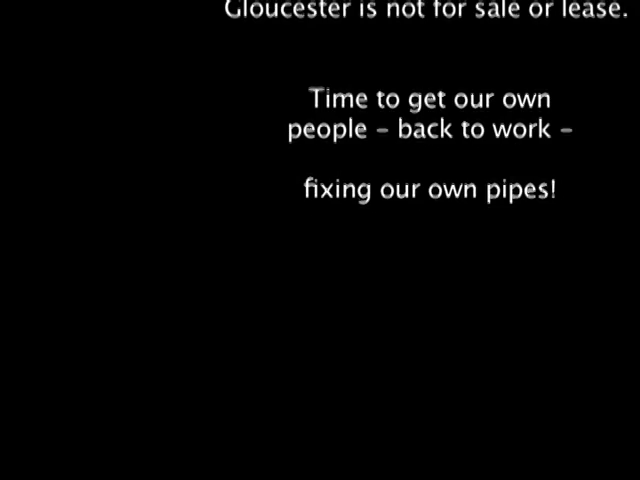 Gloucester is not for sale or lease.
Time to get our own
people – back to work –
fixing our own pipes!